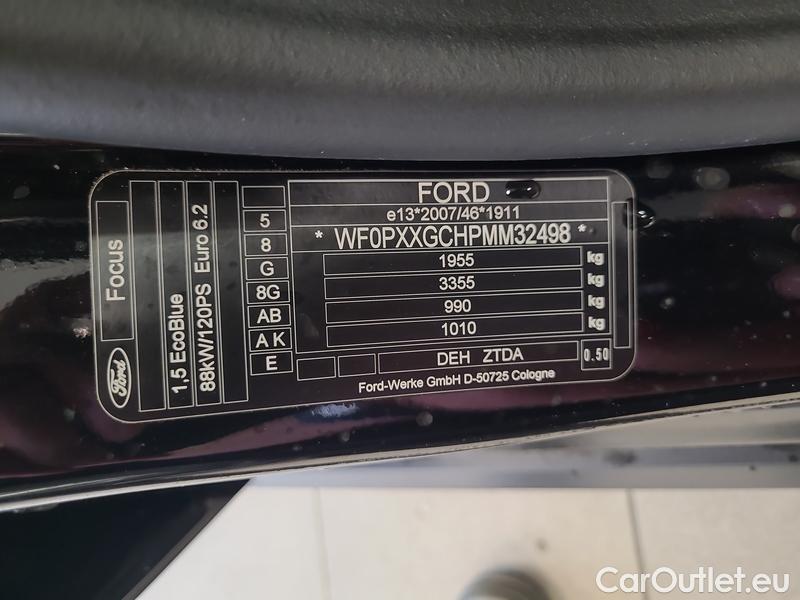 FORD
e13*2007/46*1911
* WF0PXXGCHPMM32498 *
1955 kg
3355 kg
990 kg
1010 kg
DEH ZTDA
0.50
Ford-Werke GmbH D-50725 Cologne
5
8
G
8G
AB
A K
E
Focus
1,5 EcoBlue
88kW/120PS Euro 6.2
Ford
CarOutlet.eu